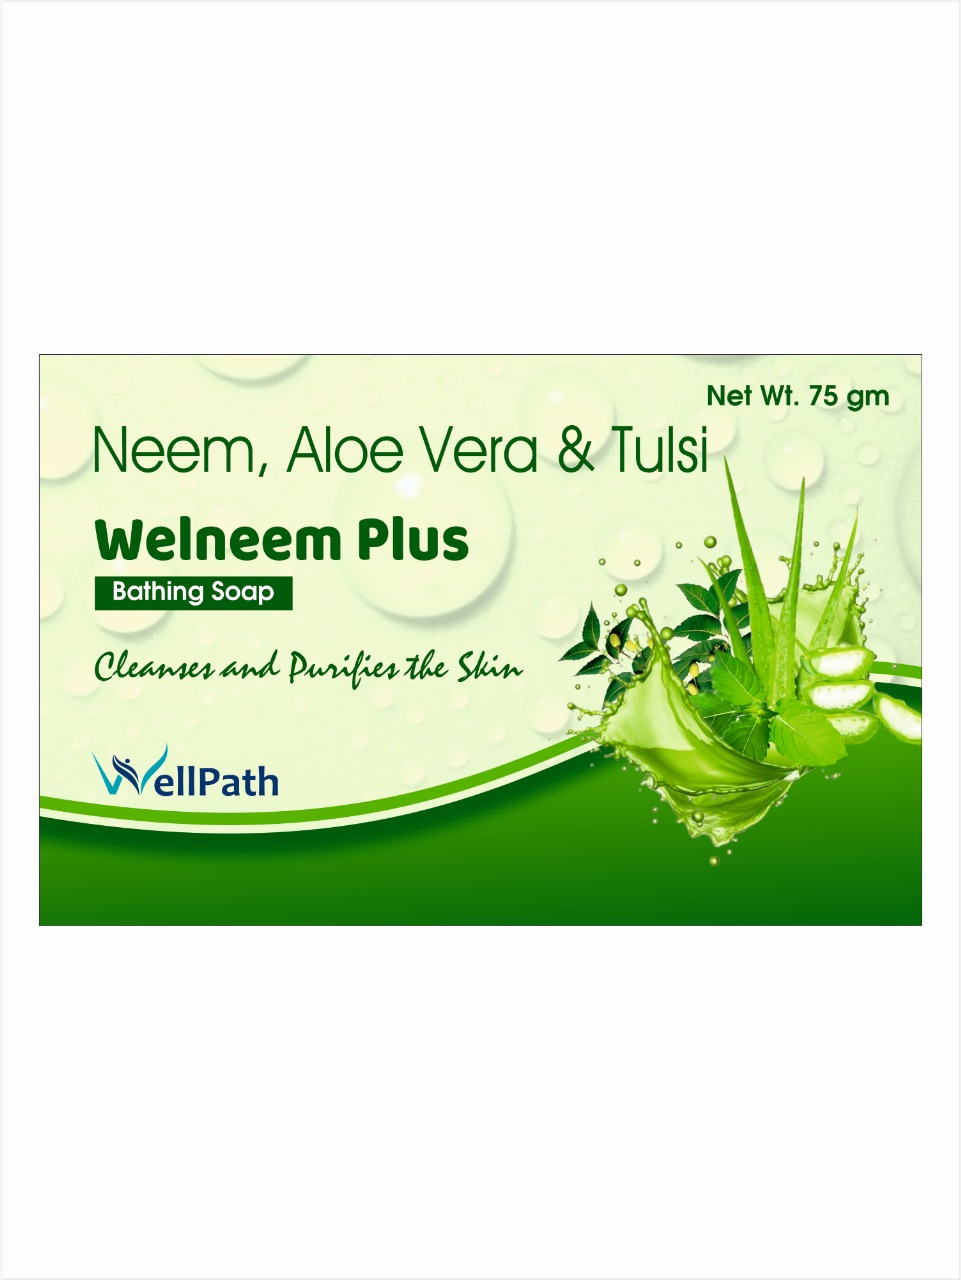 Net Wt. 75 gm
Neem, Aloe Vera & Tulsi
Welneem Plus
Bathing Soap
Cleanses and Purifies the Skin
WellPath